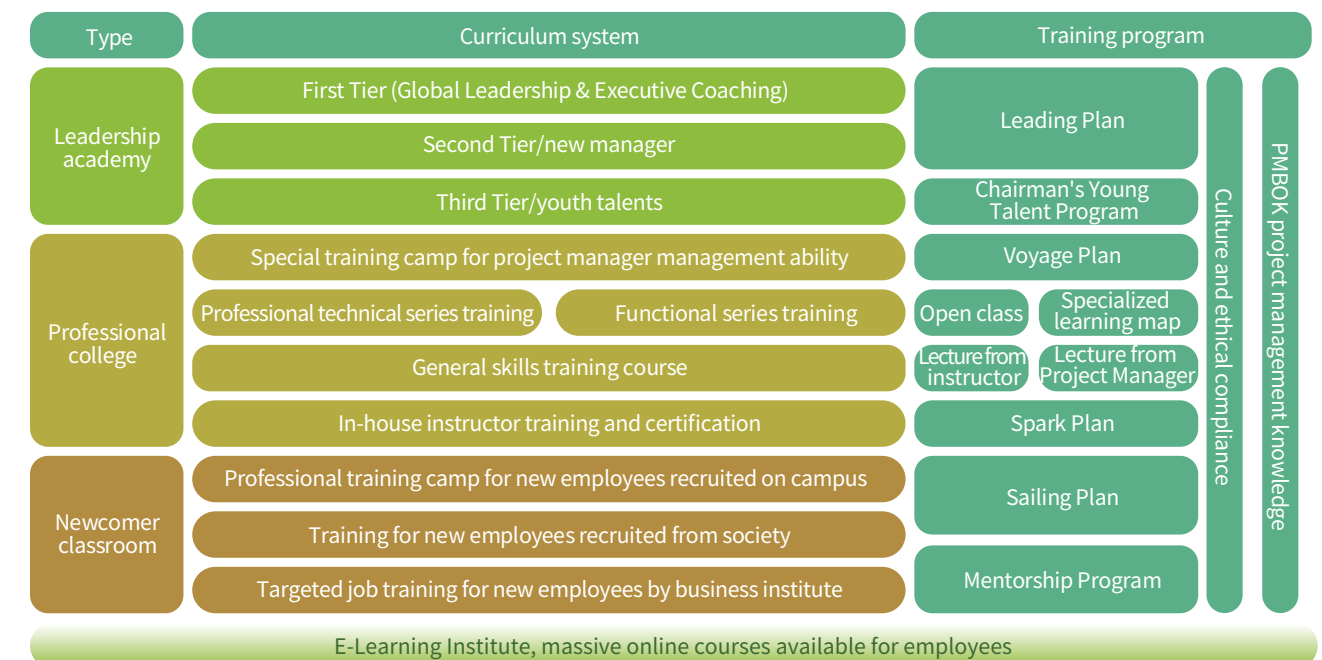 Type
Curriculum system
Training program
Leadership
academy
First Tier (Global Leadership & Executive Coaching)
Second Tier/new manager
Third Tier/youth talents
Leading Plan
Chairman's Young
Talent Program
Professional
college
Special training camp for project manager management ability
Voyage Plan
Professional technical series training
Functional series training
Open class
Specialized
learning map
General skills training course
Lecture from
instructor
Lecture from
Project Manager
In-house instructor training and certification
Spark Plan
Newcomer
classroom
Professional training camp for new employees recruited on campus
Training for new employees recruited from society
Targeted job training for new employees by business institute
Sailing Plan
Mentorship Program
Culture and ethical compliance
PMBOK project management knowledge
E-Learning Institute, massive online courses available for employees